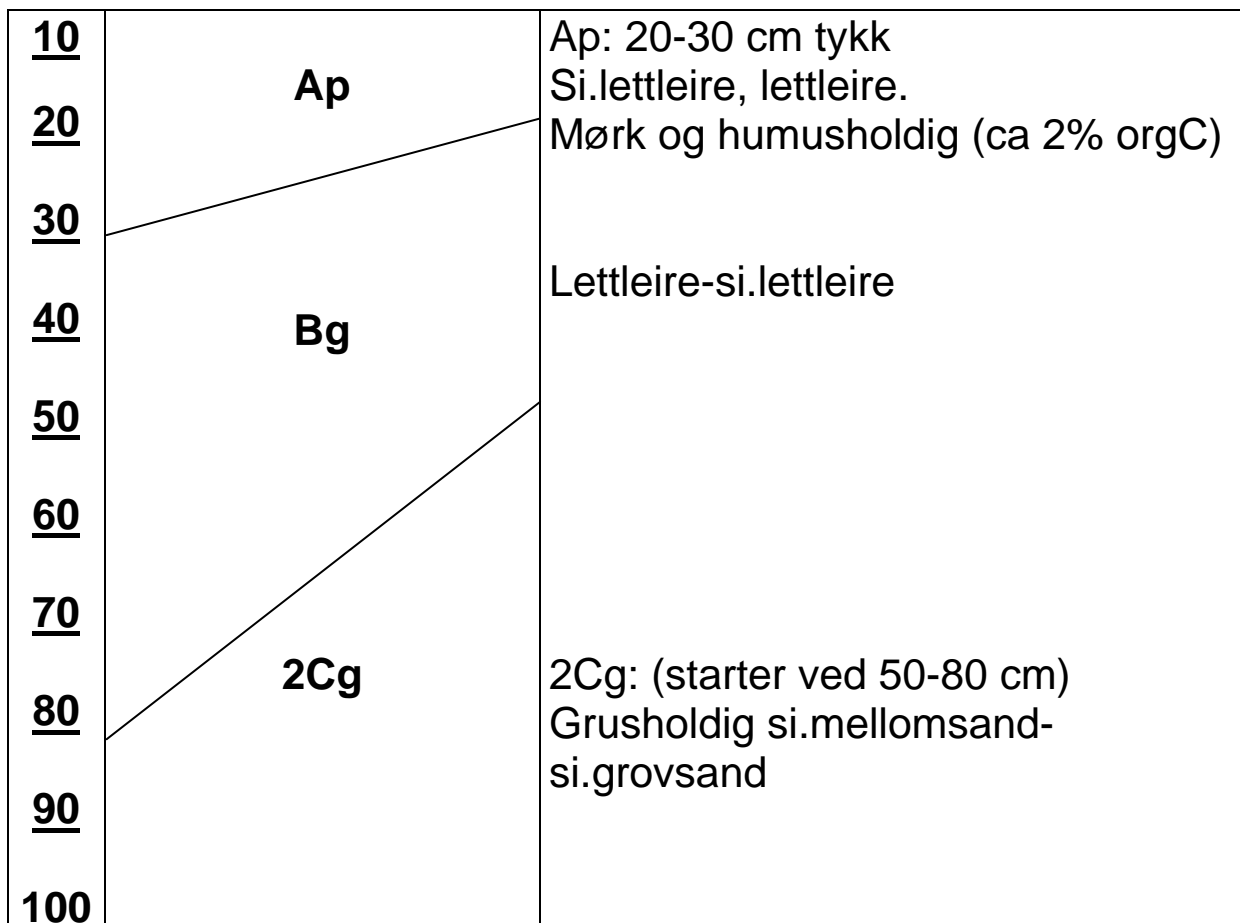 10
20
30
40
50
60
70
80
90
100
Ap
Bg
2Cg
Ap: 20-30 cm tykk
Si.lettleire, lettleire.
Mørk og humusholdig (ca 2% orgC)
Lettleire-si.lettleire
2Cg: (starter ved 50-80 cm)
Grusholdig si.mellomsand-
si.grovsand